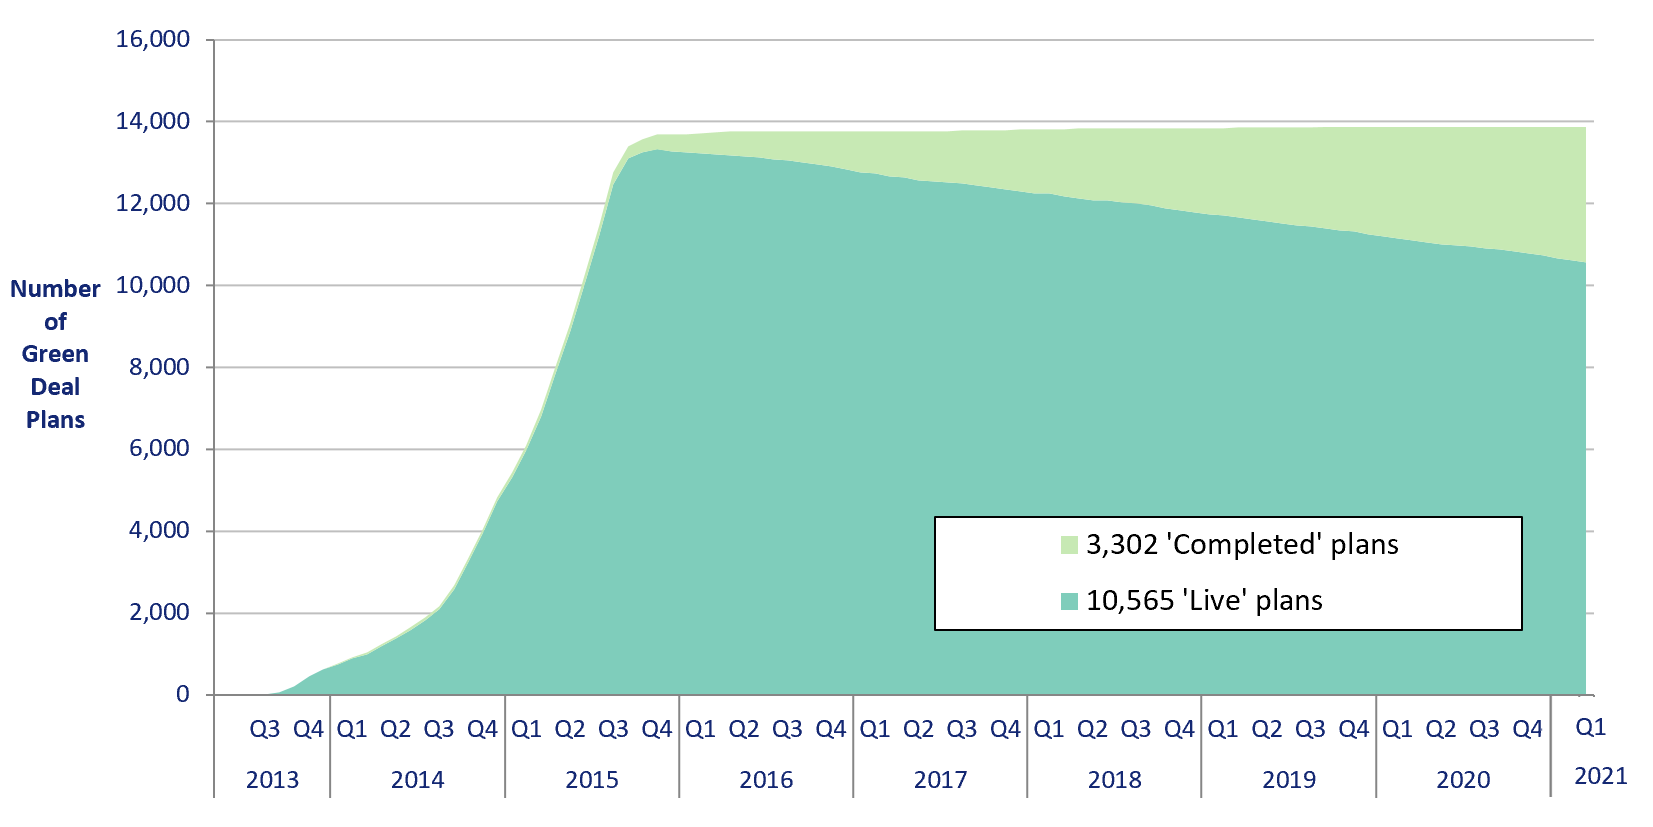 16,000
14,000
12,000
10,000
8,000
6,000
4,000
2,000
0
Number
of
Green
Deal
Plans
3,302 'Completed' plans
10,565 'Live' plans
Q3 Q4 Q1 Q2 Q3 Q4 Q1 Q2 Q3 Q4 Q1 Q2 Q3 Q4 Q1 Q2 Q3 Q4 Q1 Q2 Q3 Q4 Q1 Q2 Q3 Q4 Q1 Q2 Q3 Q4 Q1
2013 2014 2015 2016 2017 2018 2019 2020 2021